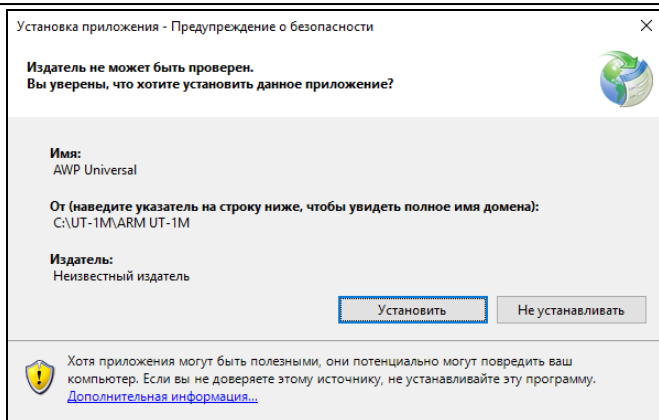 Установка приложения - Предупреждение о безопасности
Издатель не может быть проверен.
Вы уверены, что хотите установить данное приложение?
Имя:
AWP Universal
От (наведите указатель на строку ниже, чтобы увидеть полное имя домена):
C:\UT-1M\ARM UT-1M
Издатель:
Неизвестный издатель
Установить Не устанавливать
Хотя приложения могут быть полезными, они потенциально могут повредить ваш
компьютер. Если вы не доверяете этому источнику, не устанавливайте эту программу.
Дополнительная информация...